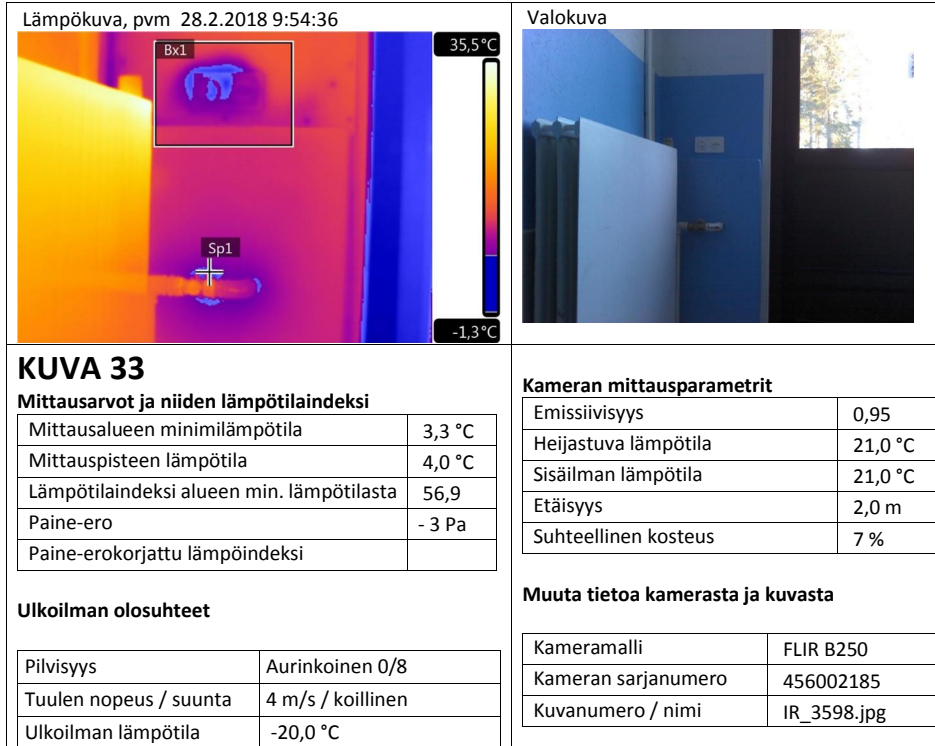 Lämpökuva, pvm 28.2.2018 9:54:36
Bx1
35,5°C
Sp1
-1,3°C
KUVA 33
Mittausarvot ja niiden lämpötilaindeksi
Mittausalueen minimilämpötila 3,3 °C
Mittauspisteen lämpötila 4,0 °C
Lämpötilaindeksi alueen min. lämpötilasta 56,9
Paine-ero - 3 Pa
Paine-erokorjattu lämpöindeksi
Ulkoilman olosuhteet
Pilvisyys Aurinkoinen 0/8
Tuulen nopeus / suunta 4 m/s / koillinen
Ulkoilman lämpötila -20,0 °C
Valokuva
Kameran mittausparametrit
Emissiivisyys 0,95
Heijastuva lämpötila 21,0 °C
Sisäilman lämpötila 21,0 °C
Etäisyys 2,0 m
Suhteellinen kosteus 7 %
Muuta tietoa kamerasta ja kuvasta
Kameramalli FLIR B250
Kameran sarjanumero 456002185
Kuvanumero / nimi IR_3598.jpg